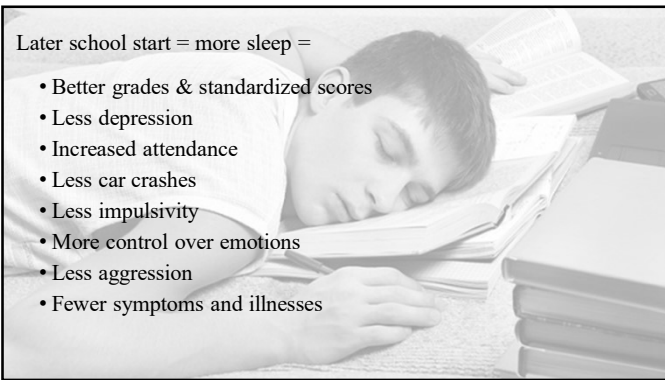 Later school start = more sleep =
• Better grades & standardized scores
• Less depression
• Increased attendance
• Less car crashes
• Less impulsivity
• More control over emotions
• Less aggression
• Fewer symptoms and illnesses